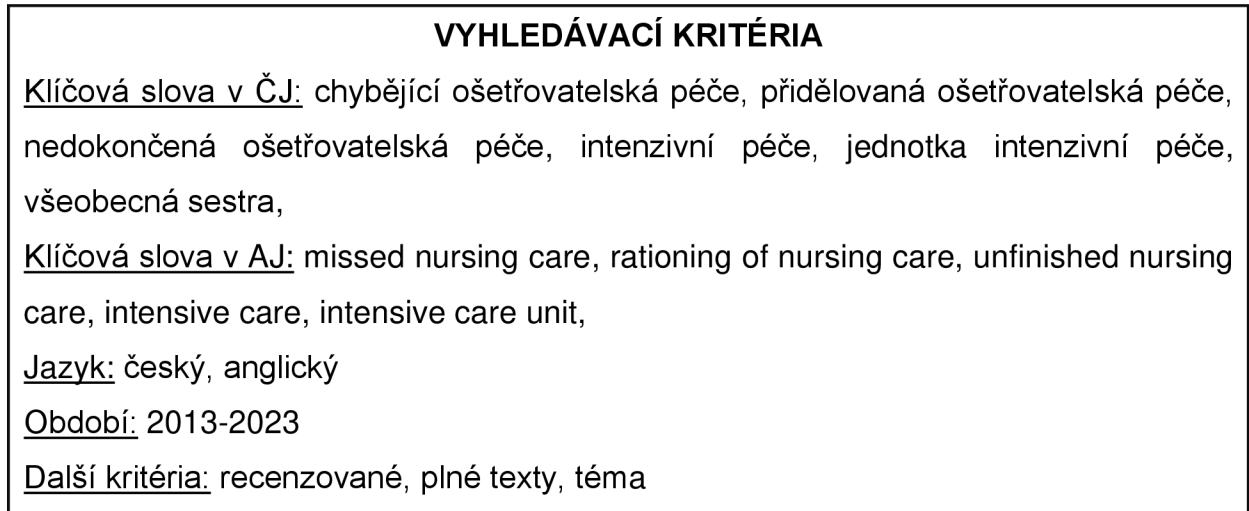 VYHLEDÁVACÍ KRITÉRIA
Klíčová slova v ČJ: chybějící ošetřovatelská péče, přidělovaná ošetřovatelská péče,
nedokončená ošetřovatelská péče, intenzivní péče, jednotka intenzivní péče,
všeobecná sestra,
Klíčová slova v AJ: missed nursing care, rationing of nursing care, unfinished nursing
care, intensive care, intensive care unit,
Jazyk: český, anglický
Období: 2013-2023
Další kritéria: recenzované, plné texty, téma